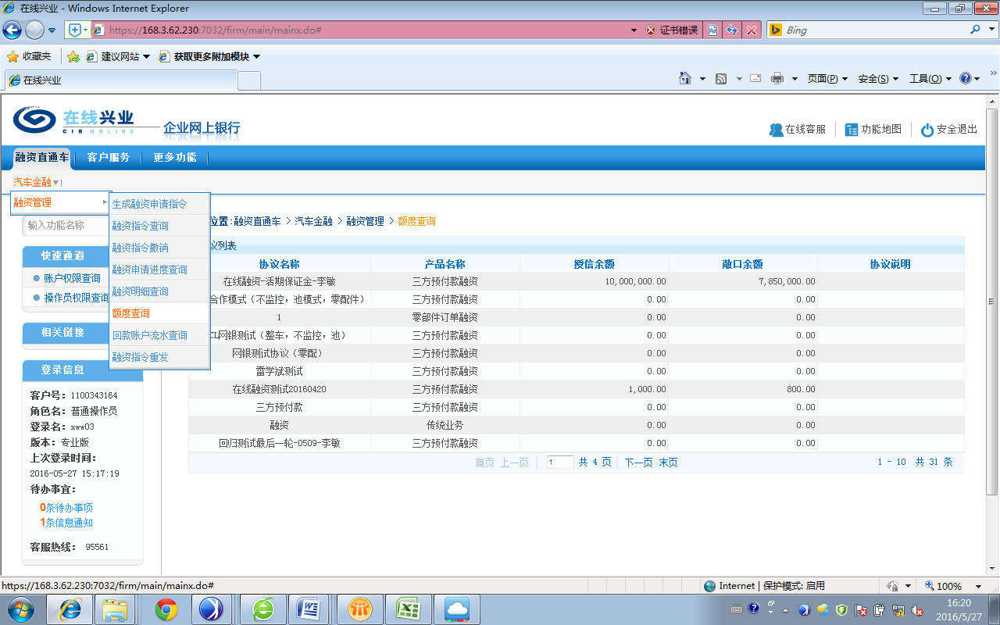 在线兴业 - Windows Internet Explorer
https://168.3.62.230:7032/firm/main/mainx.do#
证书错误
Bing
收藏夹
建议网站
获取更多附加模块
在线兴业
页面(P)
安全(S)
工具(O)
在线兴业
CIB ONLINE
企业网上银行
在线客服
功能地图
安全退出
融资直通车
客户服务
更多功能
汽车金融
融资管理
生成融资申请指令
融资指令查询
融资指令撤销
融资申请进度查询
融资明细查询
额度查询
回款账户流水查询
融资指令重发
输入功能名称
快速通道
账户权限查询
操作员权限查询
相关链接
登录信息
客户号: 1100343164
角色名: 普通操作员
登录名: xww03
版本: 专业版
上次登录时间:
2016-05-27 15:17:19
待办事宜:
0条待办事项
1条信息通知
客服热线: 95561
位置:融资直通车 > 汽车金融 > 融资管理 > 额度查询
议列表
协议名称 产品名称 授信余额 敞口余额 协议说明
在线融资-活期保证金-李敏 三方预付款融资 10,000,000.00 7,850,000.00
合作模式（不监控，池模式，零配件） 三方预付款融资 0.00 0.00
1 零部件订单融资 0.00 0.00
CL网银测试（整车，不监控，池） 三方预付款融资 0.00 0.00
网银测试协议（零配） 三方预付款融资 0.00 0.00
雷学斌测试 三方预付款融资 0.00 0.00
在线融资测试20160420 三方预付款融资 1,000.00 800.00
三方预付款 三方预付款融资 0.00 0.00
融资 传统业务 0.00 0.00
回归测试最后一轮-0509-李敏 三方预付款融资 0.00 0.00
首页 上一页 1 共 4 页 下一页 末页 1 - 10 共 31 条
https://168.3.62.230:7032/firm/main/mainx.do#
Internet | 保护模式: 启用
100%
16:20
2016/5/27